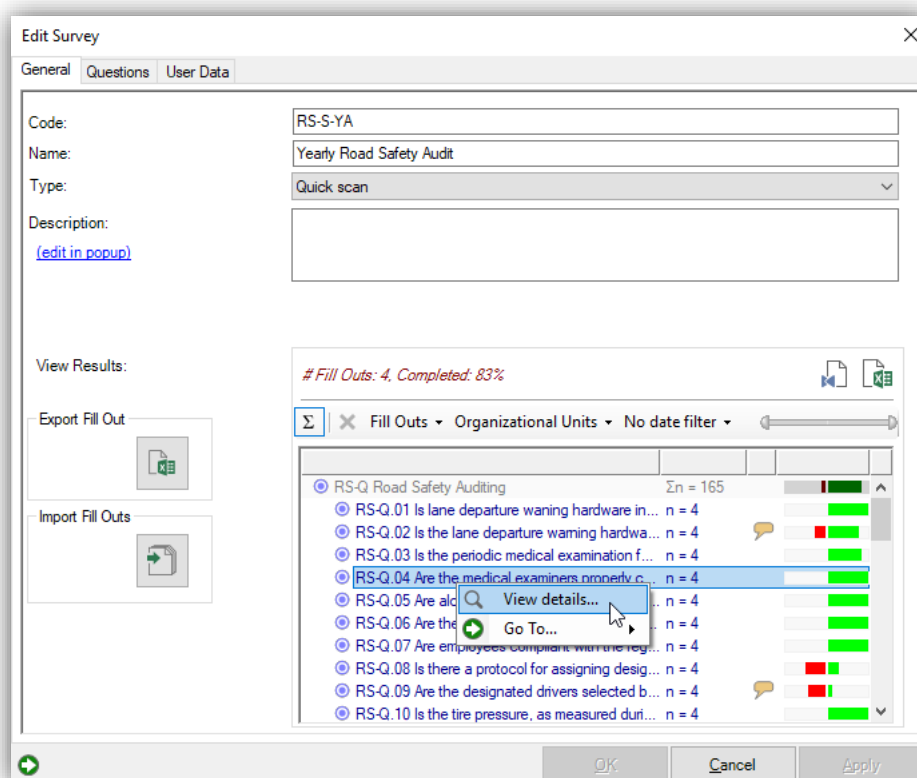 Edit Survey
General Questions User Data
Code: RS-S-YA
Name: Yearly Road Safety Audit
Type: Quick scan
Description:
(edit in popup)
View Results: # Fill Outs: 4, Completed: 83%
Export Fill Out
Σ Fill Outs Organizational Units No date filter
RS-Q Road Safety Auditing Σn = 165
RS-Q.01 Is lane departure waning hardware in... n = 4
Import Fill Outs
RS-Q.02 Is the lane departure warning hardwa... n = 4
RS-Q.03 Is the periodic medical examination f... n = 4
RS-Q.04 Are the medical examiners properly c... n = 4
RS-Q.05 Are alc n = 4
View details...
RS-Q.06 Are the n = 4
Go To...
RS-Q.07 Are employees compliant with the reg... n = 4
RS-Q.08 Is there a protocol for assigning desig... n = 4
RS-Q.09 Are the designated drivers selected b... n = 4
RS-Q.10 Is the tire pressure, as measured duri... n = 4
OK Cancel Apply